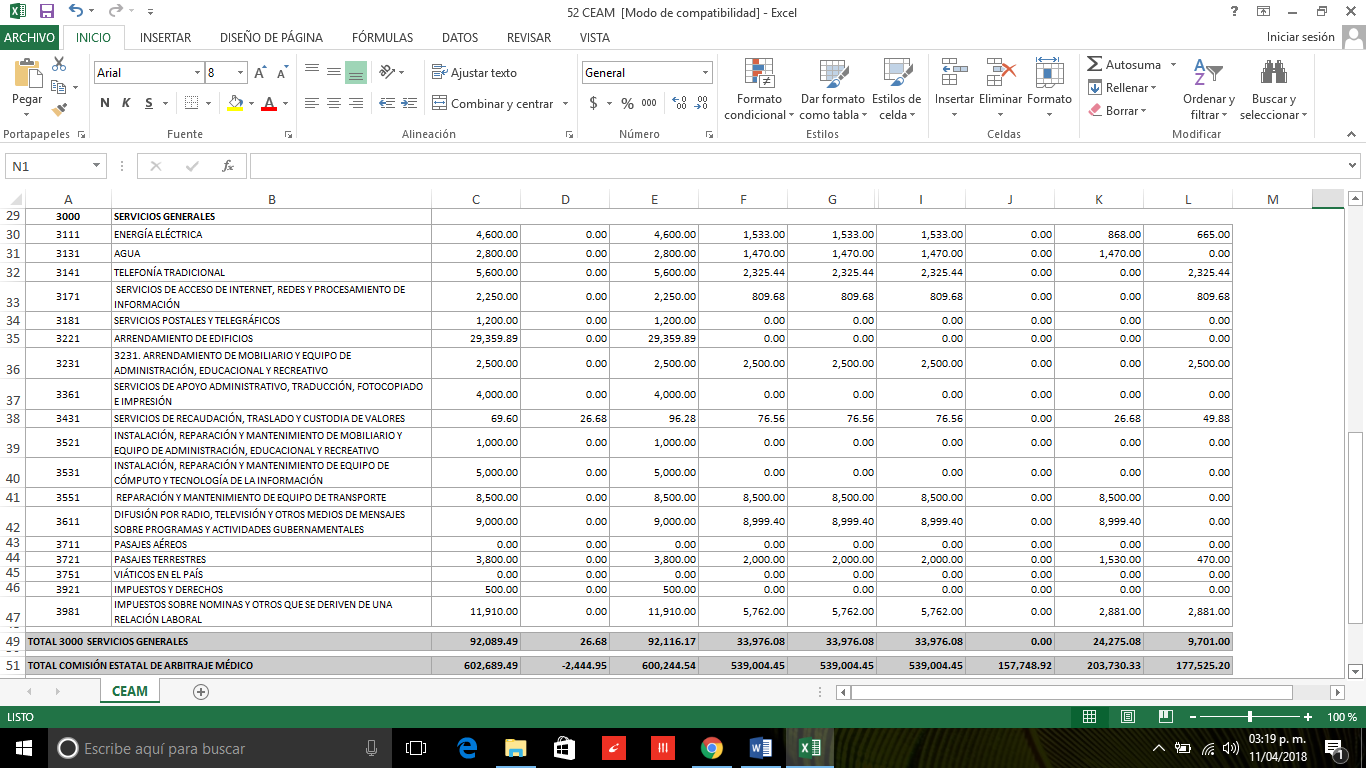 52 CEAM [Modo de compatibilidad] - Excel
ARCHIVO INICIO INSERTAR DISEÑO DE PÁGINA FÓRMULAS DATOS REVISAR VISTA Iniciar sesión
Pegar
Arial 8
N K S
Ajustar texto
Combinar y centrar
General
$ % 000
Formato condicional
Dar formato como tabla
Estilos de celda
Insertar Eliminar Formato
Autosuma
Rellenar
Borrar
Ordenar y filtrar
Buscar y seleccionar
Portapapeles Fuente Alineación Número Estilos Celdas Modificar
N1 fx
A B C D E F G I J K L M
29 3000 SERVICIOS GENERALES
30 3111 ENERGÍA ELÉCTRICA 4,600.00 0.00 4,600.00 1,533.00 1,533.00 1,533.00 0.00 868.00 665.00
31 3131 AGUA 2,800.00 0.00 2,800.00 1,470.00 1,470.00 1,470.00 0.00 1,470.00 0.00
32 3141 TELEFONÍA TRADICIONAL 5,600.00 0.00 5,600.00 2,325.44 2,325.44 2,325.44 0.00 0.00 2,325.44
33 3171 SERVICIOS DE ACCESO DE INTERNET, REDES Y PROCESAMIENTO DE
INFORMACIÓN 2,250.00 0.00 2,250.00 809.68 809.68 809.68 0.00 0.00 809.68
34 3181 SERVICIOS POSTALES Y TELEGRÁFICOS 1,200.00 0.00 1,200.00 0.00 0.00 0.00 0.00 0.00 0.00
35 3221 ARRENDAMIENTO DE EDIFICIOS 29,359.89 0.00 29,359.89 0.00 0.00 0.00 0.00 0.00 0.00
36 3231 3231. ARRENDAMIENTO DE MOBILIARIO Y EQUIPO DE
ADMINISTRACIÓN, EDUCACIONAL Y RECREATIVO 2,500.00 0.00 2,500.00 2,500.00 2,500.00 2,500.00 0.00 0.00 2,500.00
37 3361 SERVICIOS DE APOYO ADMINISTRATIVO, TRADUCCIÓN, FOTOCOPIADO
E IMPRESIÓN 4,000.00 0.00 4,000.00 0.00 0.00 0.00 0.00 0.00 0.00
38 3431 SERVICIOS DE RECAUDACIÓN, TRASLADO Y CUSTODIA DE VALORES 69.60 26.68 96.28 76.56 76.56 76.56 0.00 26.68 49.88
39 3521 INSTALACIÓN, REPARACIÓN Y MANTENIMIENTO DE MOBILIARIO Y
EQUIPO DE ADMINISTRACIÓN, EDUCACIONAL Y RECREATIVO 1,000.00 0.00 1,000.00 0.00 0.00 0.00 0.00 0.00 0.00
40 3531 INSTALACIÓN, REPARACIÓN Y MANTENIMIENTO DE EQUIPO DE
CÓMPUTO Y TECNOLOGÍA DE LA INFORMACIÓN 5,000.00 0.00 5,000.00 0.00 0.00 0.00 0.00 0.00 0.00
41 3551 REPARACIÓN Y MANTENIMIENTO DE EQUIPO DE TRANSPORTE 8,500.00 0.00 8,500.00 8,500.00 8,500.00 8,500.00 0.00 8,500.00 0.00
42 3611 DIFUSIÓN POR RADIO, TELEVISIÓN Y OTROS MEDIOS DE MENSAJES
SOBRE PROGRAMAS Y ACTIVIDADES GUBERNAMENTALES 9,000.00 0.00 9,000.00 8,999.40 8,999.40 8,999.40 0.00 8,999.40 0.00
43 3711 PASAJES AÉREOS 0.00 0.00 0.00 0.00 0.00 0.00 0.00 0.00 0.00
44 3721 PASAJES TERRESTRES 3,800.00 0.00 3,800.00 2,000.00 2,000.00 2,000.00 0.00 1,530.00 470.00
45 3751 VIÁTICOS EN EL PAÍS 0.00 0.00 0.00 0.00 0.00 0.00 0.00 0.00 0.00
46 3921 IMPUESTOS Y DERECHOS 500.00 0.00 500.00 0.00 0.00 0.00 0.00 0.00 0.00
47 3981 IMPUESTOS SOBRE NOMINAS Y OTROS QUE SE DERIVEN DE UNA
RELACIÓN LABORAL 11,910.00 0.00 11,910.00 5,762.00 5,762.00 5,762.00 0.00 2,881.00 2,881.00
49 TOTAL 3000 SERVICIOS GENERALES 92,089.49 26.68 92,116.17 33,976.08 33,976.08 33,976.08 0.00 24,275.08 9,701.00
51 TOTAL COMISIÓN ESTATAL DE ARBITRAJE MÉDICO 602,689.49 -2,444.95 600,244.54 539,004.45 539,004.45 539,004.45 157,748.92 203,730.33 177,525.20
CEAM
LISTO 100 %
Escribe aquí para buscar
03:19 p. m.
11/04/2018
1